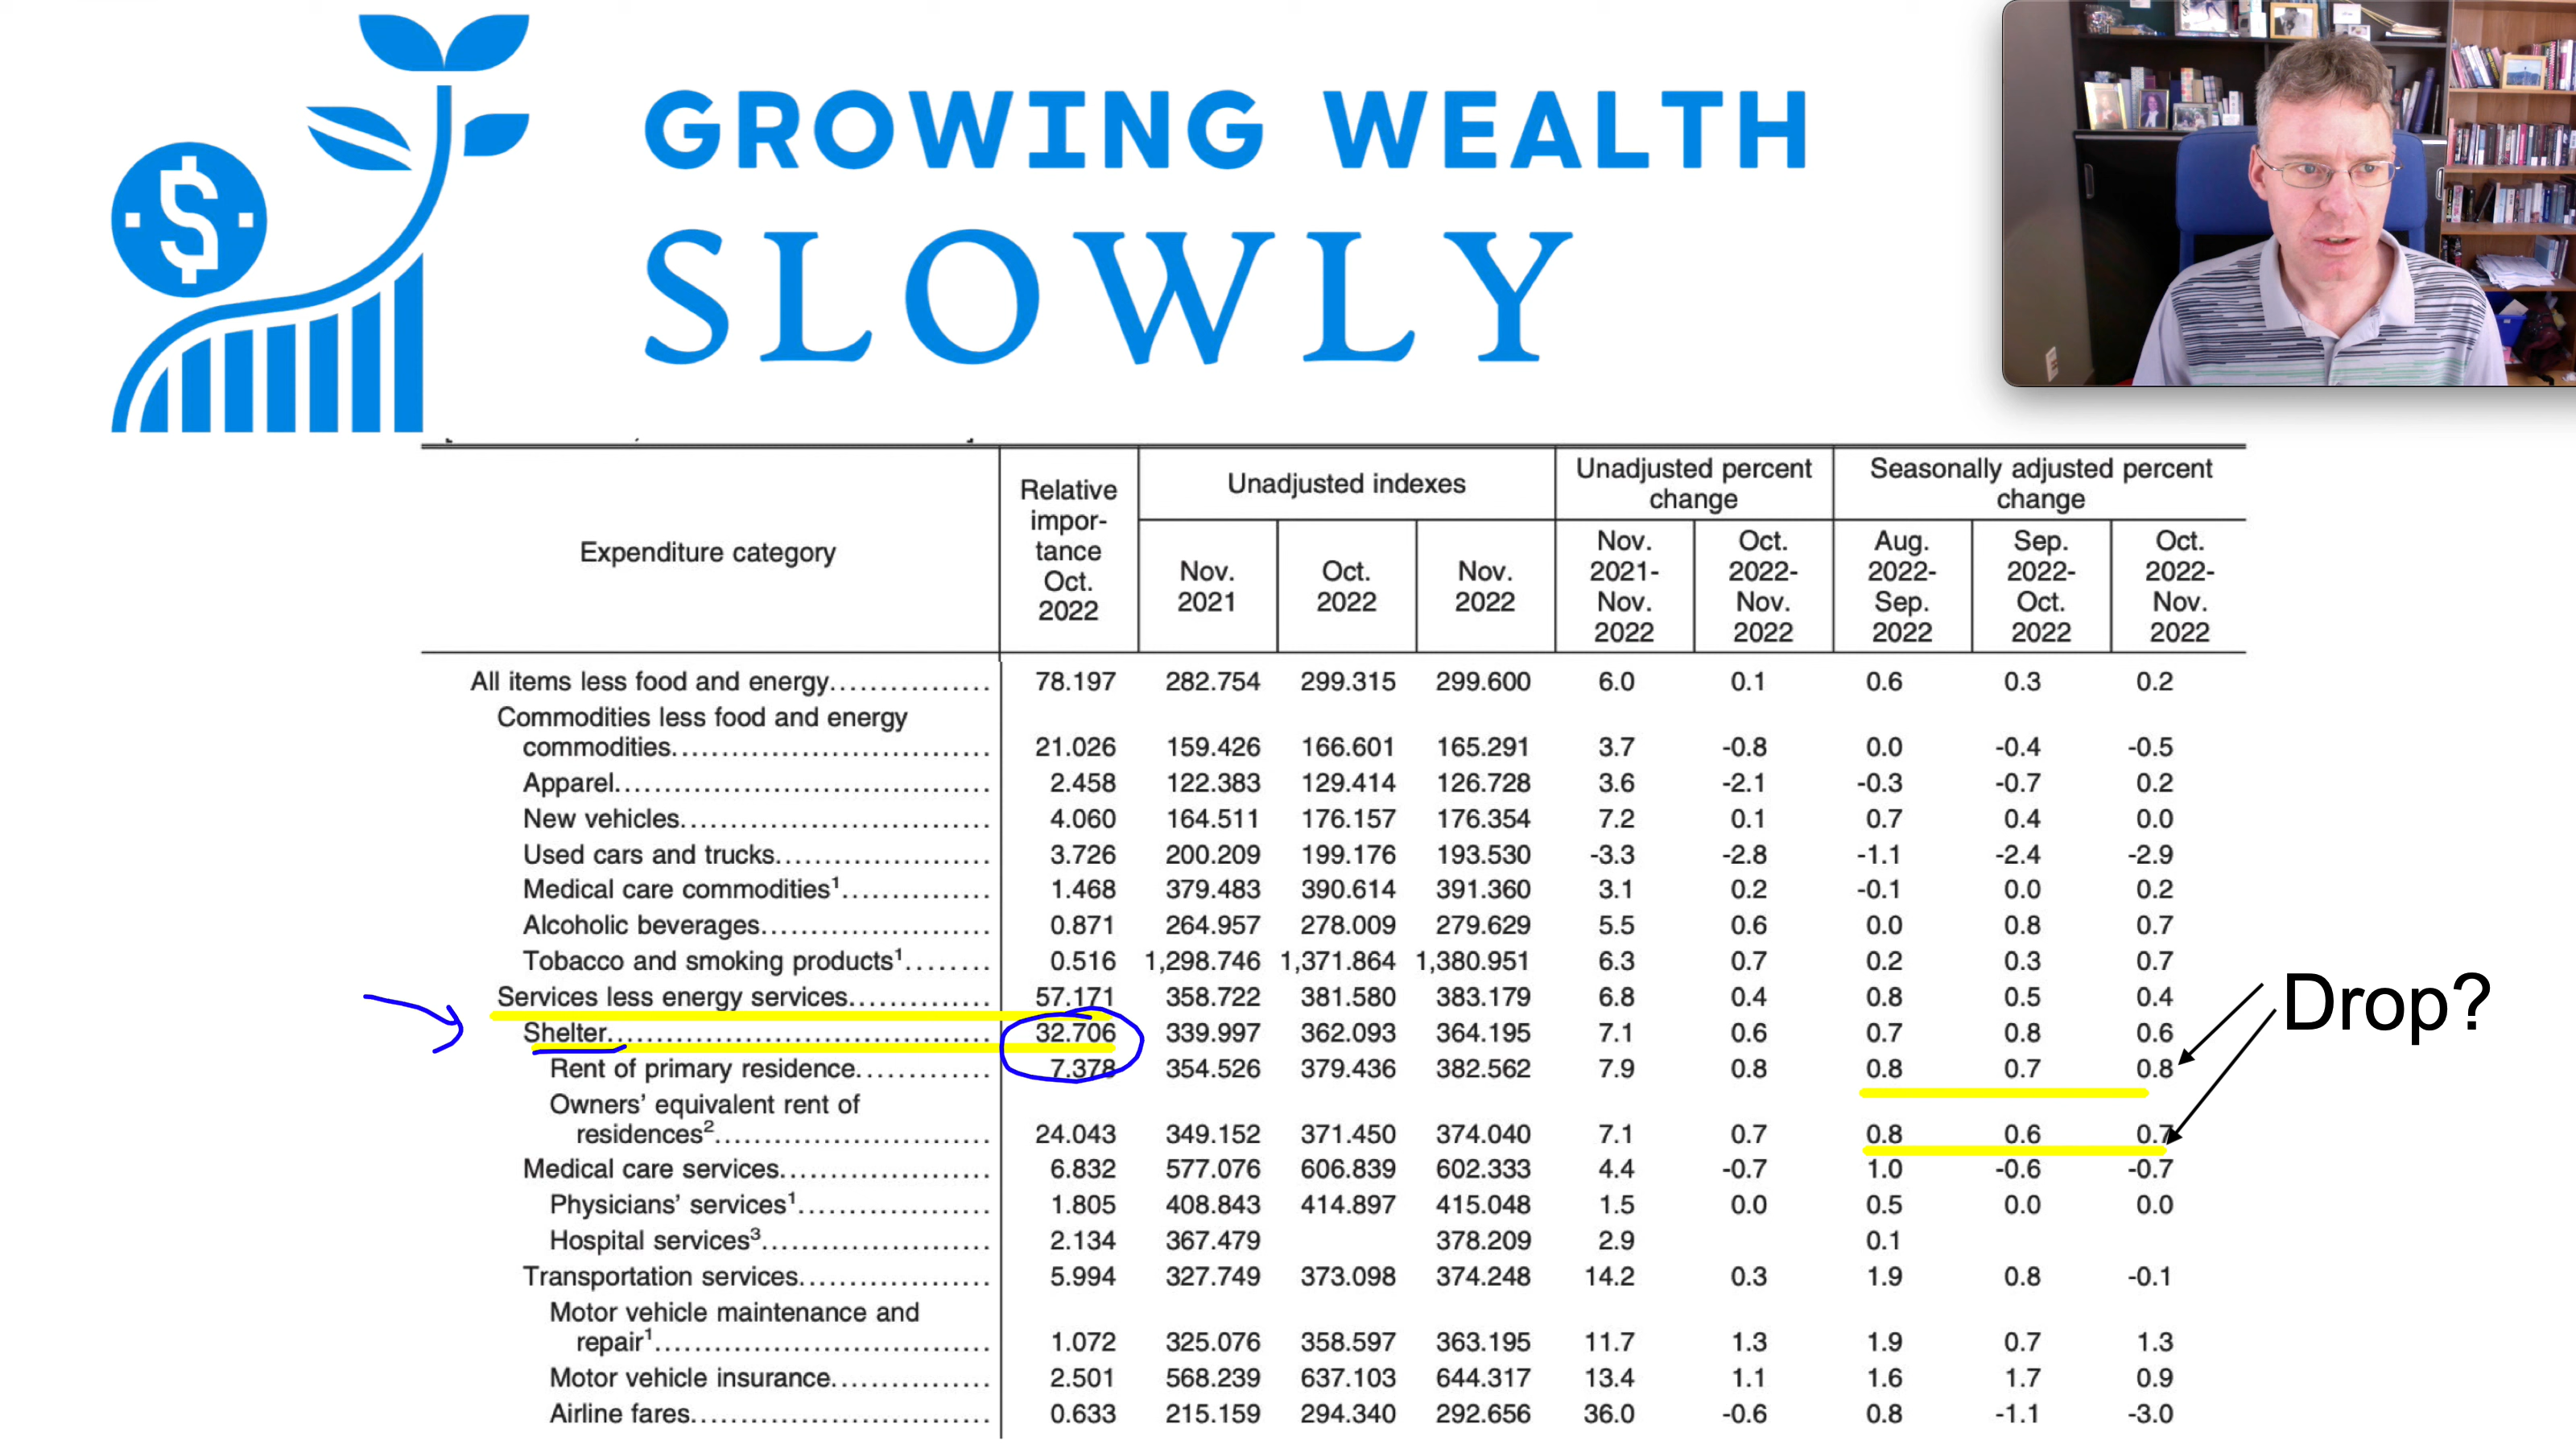 GROWING WEALTH
SLOWLY
Expenditure category
Relative
impor-
tance
Oct.
2022
Unadjusted indexes
Unadjusted percent
change
Seasonally adjusted percent
change
Nov.
2021
Oct.
2022
Nov.
2022
Nov.
2021-
Nov.
2022
Oct.
2022-
Nov.
2022
Aug.
2022-
Sep.
2022
Sep.
2022-
Oct.
2022
Oct.
2022-
Nov.
2022
All items less food and energy................ 78.197 282.754 299.315 299.600 6.0 0.1 0.6 0.3 0.2
Commodities less food and energy
commodities................................ 21.026 159.426 166.601 165.291 3.7 -0.8 0.0 -0.4 -0.5
Apparel..................................... 2.458 122.383 129.414 126.728 3.6 -2.1 -0.3 -0.7 0.2
New vehicles............................... 4.060 164.511 176.157 176.354 7.2 0.1 0.7 0.4 0.0
Used cars and trucks...................... 3.726 200.209 199.176 193.530 -3.3 -2.8 -1.1 -2.4 -2.9
Medical care commodities¹............... 1.468 379.483 390.614 391.360 3.1 0.2 -0.1 0.0 0.2
Alcoholic beverages....................... 0.871 264.957 278.009 279.629 5.5 0.6 0.0 0.8 0.7
Tobacco and smoking products¹........ 0.516 1,298.746 1,371.864 1,380.951 6.3 0.7 0.2 0.3 0.7
Services less energy services.............. 57.171 358.722 381.580 383.179 6.8 0.4 0.8 0.5 0.4
Shelter....................................... 32.706 339.997 362.093 364.195 7.1 0.6 0.7 0.8 0.6
Rent of primary residence............. 7.378 354.526 379.436 382.562 7.9 0.8 0.8 0.7 0.8
Owners' equivalent rent of
residences²............................ 24.043 349.152 371.450 374.040 7.1 0.7 0.8 0.6 0.7
Medical care services..................... 6.832 577.076 606.839 602.333 4.4 -0.7 1.0 -0.6 -0.7
Physicians' services¹.................... 1.805 408.843 414.897 415.048 1.5 0.0 0.5 0.0 0.0
Hospital services³........................ 2.134 367.479 378.209 2.9 0.1
Transportation services................... 5.994 327.749 373.098 374.248 14.2 0.3 1.9 0.8 -0.1
Motor vehicle maintenance and
repair¹................................... 1.072 325.076 358.597 363.195 11.7 1.3 1.9 0.7 1.3
Motor vehicle insurance................ 2.501 568.239 637.103 644.317 13.4 1.1 1.6 1.7 0.9
Airline fares................................ 0.633 215.159 294.340 292.656 36.0 -0.6 0.8 -1.1 -3.0
Drop?